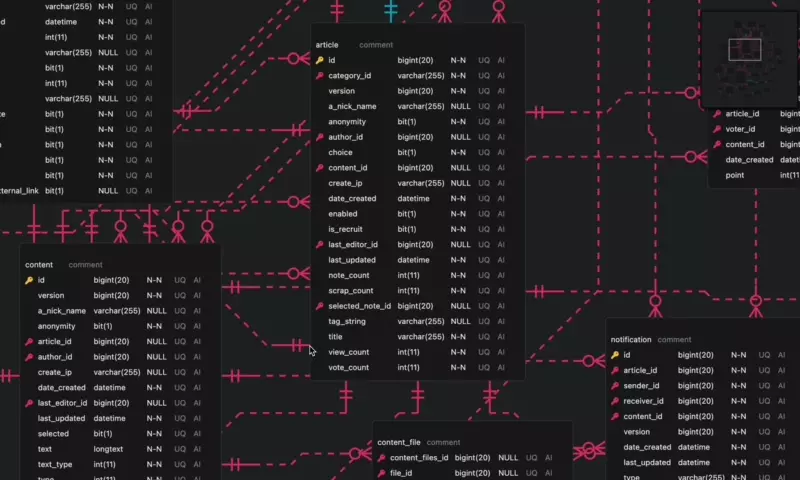 varchar(255) N-N UQ AI
datetime N-N UQ AI
int(11) N-N UQ AI
varchar(255) NULL UQ AI
bit(1) N-N UQ AI
int(11) N-N UQ AI
varchar(255) NULL UQ AI
bit(1) N-N UQ AI
bit(1) N-N UQ AI
bit(1) N-N UQ AI
bit(1) N-N UQ AI
bit(1) N-N UQ AI
ternal_link bit(1) NULL UQ AI
article comment
id bigint(20) N-N UQ AI
category_id varchar(255) N-N UQ AI
version bigint(20) N-N UQ AI
a_nick_name varchar(255) NULL UQ AI
anonymity bit(1) N-N UQ AI
author_id bigint(20) NULL UQ AI
choice bit(1) N-N UQ AI
content_id bigint(20) NULL UQ AI
create_ip varchar(255) NULL UQ AI
date_created datetime N-N UQ AI
enabled bit(1) N-N UQ AI
is_recruit bit(1) N-N UQ AI
last_editor_id bigint(20) NULL UQ AI
last_updated datetime N-N UQ AI
note_count int(11) N-N UQ AI
scrap_count int(11) N-N UQ AI
selected_note_id bigint(20) NULL UQ AI
tag_string varchar(255) NULL UQ AI
title varchar(255) N-N UQ AI
view_count int(11) N-N UQ AI
vote_count int(11) N-N UQ AI
article_id bigint
voter_id bigint
content_id bigint
date_created dateti
point int(11
content comment
id bigint(20) N-N UQ AI
version bigint(20) N-N UQ AI
a_nick_name varchar(255) NULL UQ AI
anonymity bit(1) N-N UQ AI
article_id bigint(20) NULL UQ AI
author_id bigint(20) NULL UQ AI
create_ip varchar(255) NULL UQ AI
date_created datetime N-N UQ AI
last_editor_id bigint(20) NULL UQ AI
last_updated datetime N-N UQ AI
selected bit(1) N-N UQ AI
text longtext N-N UQ AI
text_type int(11) N-N UQ AI
type int(11) N-N UQ AI
content_file comment
content_files_id bigint(20) NULL UQ AI
file_id bigint(20) NULL UQ AI
notification comment
id bigint(20) N-N UQ AI
article_id bigint(20) N-N UQ AI
sender_id bigint(20) N-N UQ AI
receiver_id bigint(20) N-N UQ AI
content_id bigint(20) NULL UQ AI
version bigint(20) N-N UQ AI
date_created datetime N-N UQ AI
last_updated datetime N-N UQ AI
type varchar(255) N-N UQ AI